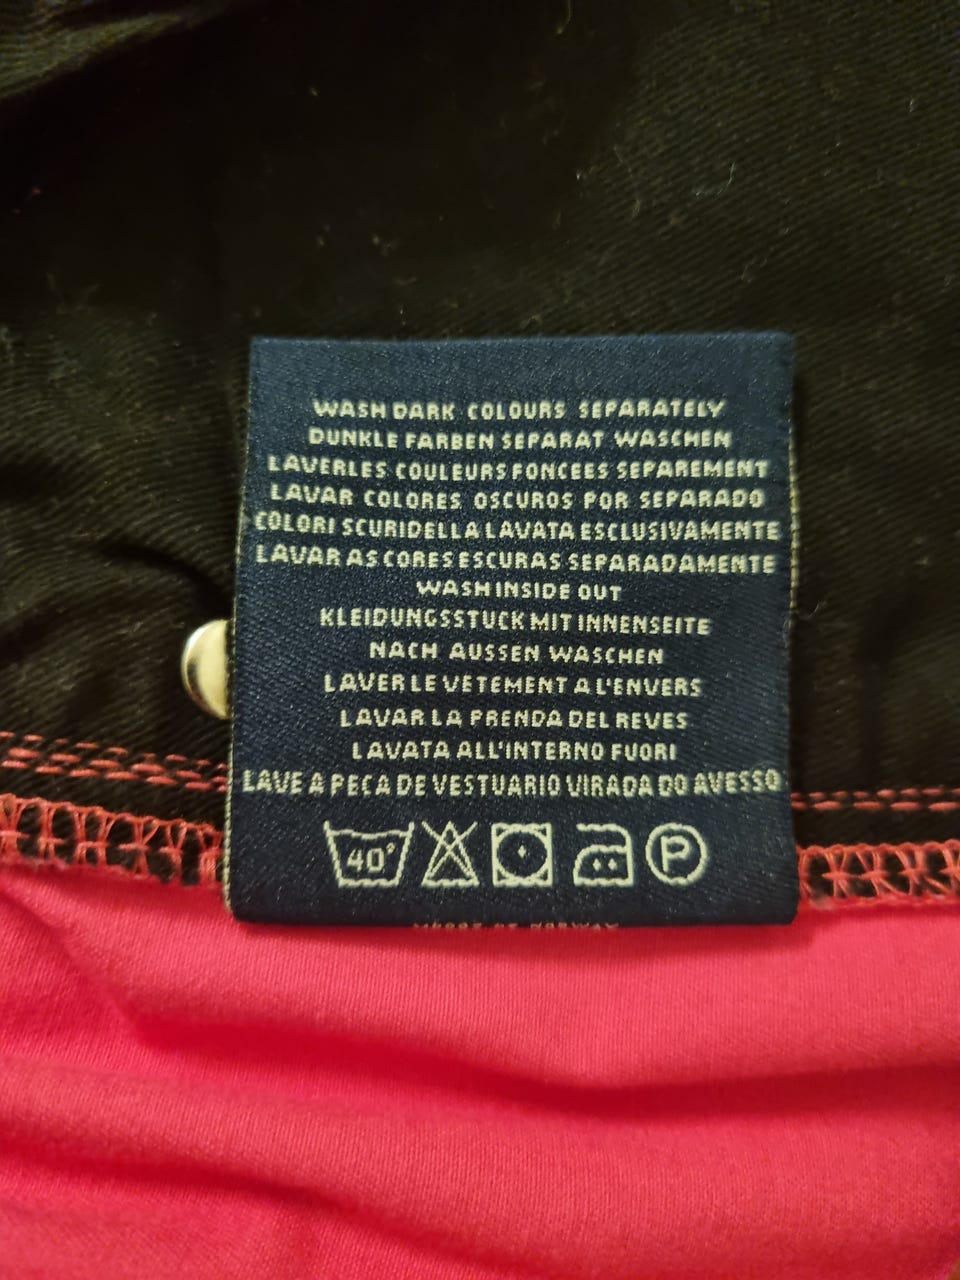 WASH DARK COLOURS SEPARATELY
DUNKLE FARBEN SEPARAT WASCHEN
LAVERLES COULEURS FONCEES SEPAREMENT
LAVAR COLORES OSCUROS POR SEPARADO
COLORI SCURIDELLA LAVATA ESCLUSIVAMENTE
LAVAR AS CORES ESCURAS SEPARADAMENTE
WASH INSIDE OUT
KLEIDUNGSSTUCK MIT INNENSEITE
NACH AUSSEN WASCHEN
LAVER LE VETEMENT A L'ENVERS
LAVAR LA PRENDA DEL REVES
LAVATA ALL'INTERNO FUORI
LAVE A PECA DE VESTUARIO VIRADA DO AVESSO
40° P